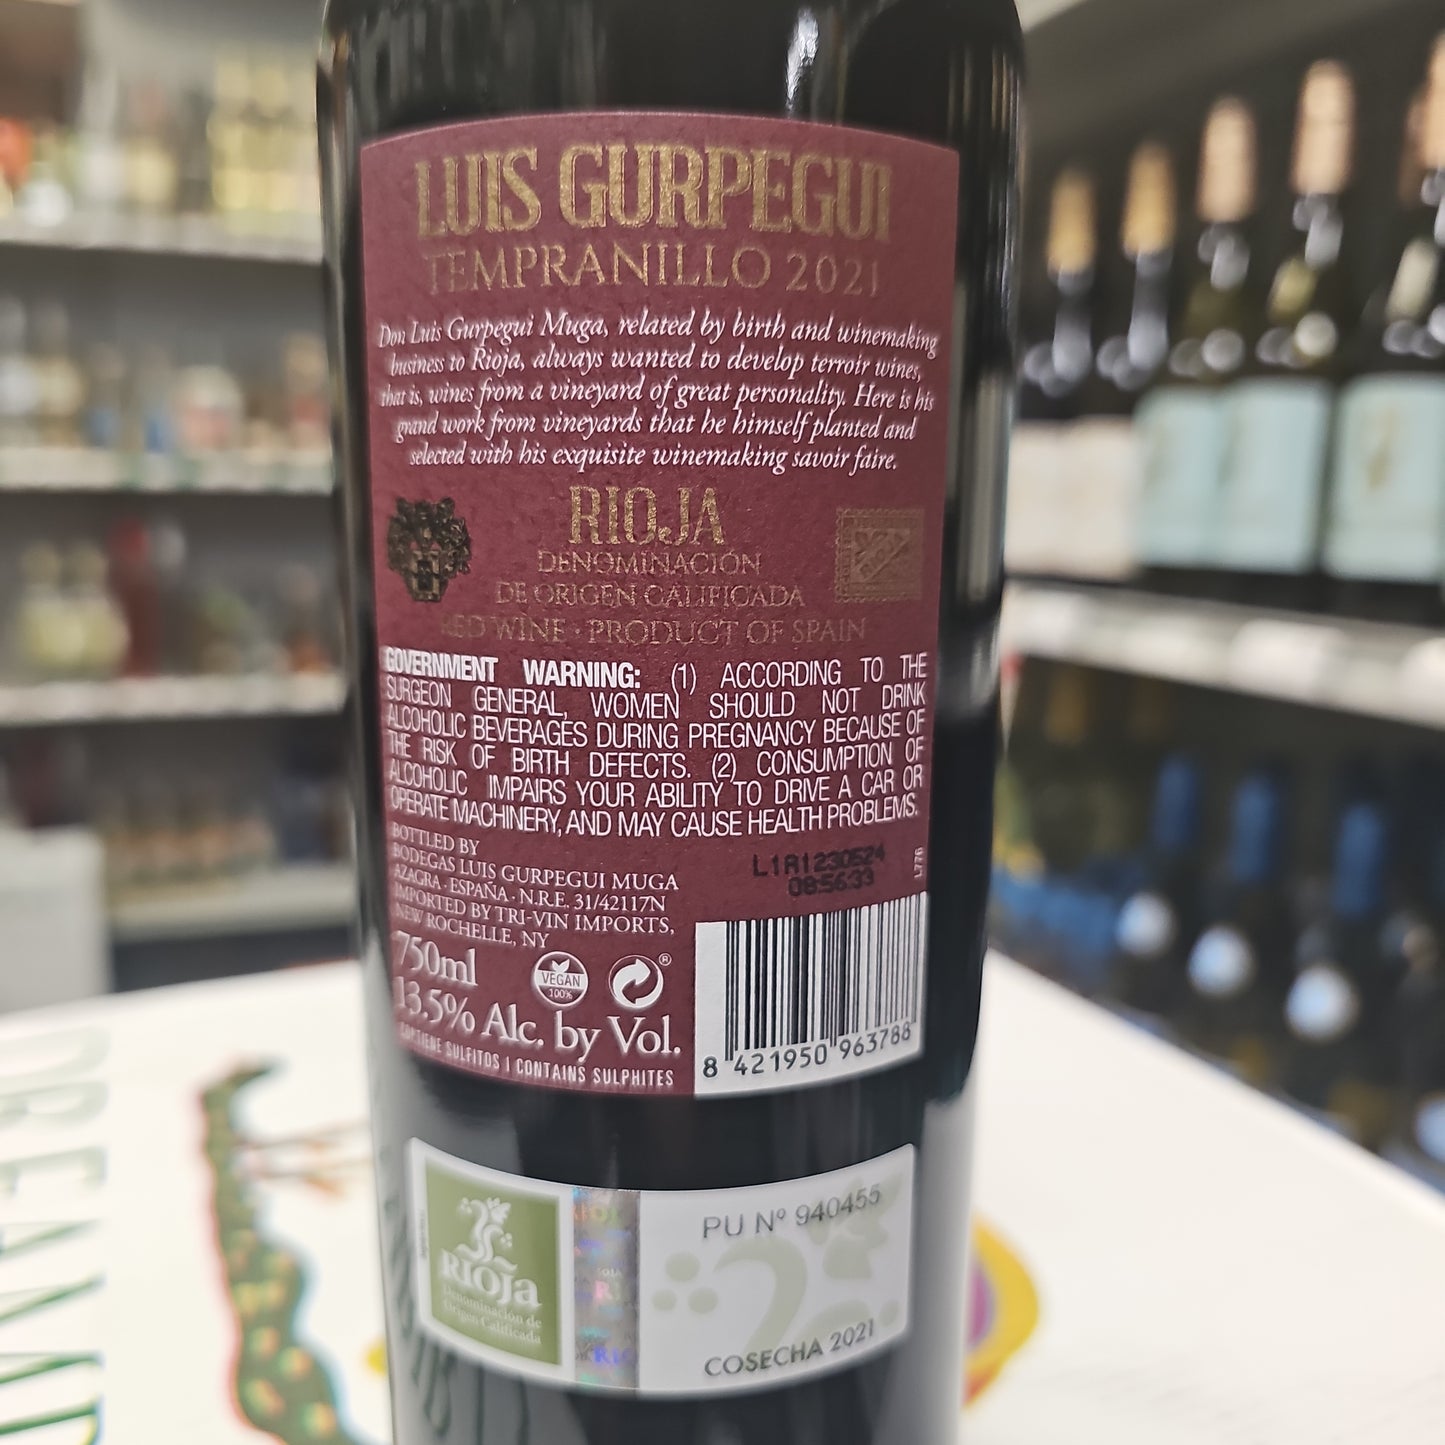 LUIS GURPEGUI
TEMPRANILLO 2021
Don Luis Gurpegui Muga, related by birth and winemaking
business to Rioja, always wanted to develop terroir wines,
that is, wines from a vineyard of great personality. Here is his
grand work from vineyards that he himself planted and
selected with his exquisite winemaking savoir faire.
RIOJA
DENOMINACIÓN
DE ORIGEN CALIFICADA
RED WINE · PRODUCT OF SPAIN
RIOJA
GOVERNMENT WARNING: (1) ACCORDING TO THE
SURGEON GENERAL, WOMEN SHOULD NOT DRINK
ALCOHOLIC BEVERAGES DURING PREGNANCY BECAUSE OF
THE RISK OF BIRTH DEFECTS. (2) CONSUMPTION OF
ALCOHOLIC IMPAIRS YOUR ABILITY TO DRIVE A CAR OR
OPERATE MACHINERY, AND MAY CAUSE HEALTH PROBLEMS.
BOTTLED BY
BODEGAS LUIS GURPEGUI MUGA
AZAGRA · ESPAÑA · N.R.E. 31/42117N
IMPORTED BY TRI-VIN IMPORTS,
NEW ROCHELLE, NY
L1R1230524
08:56:33
L776
750ml
VEGAN
100%
®
13.5% Alc. by Vol.
CONTIENE SULFITOS | CONTAINS SULPHITES
8 421950 963788
RIOJA
Denominación de
Origen Calificada
PU Nº 940455
COSECHA 2021
DREAM